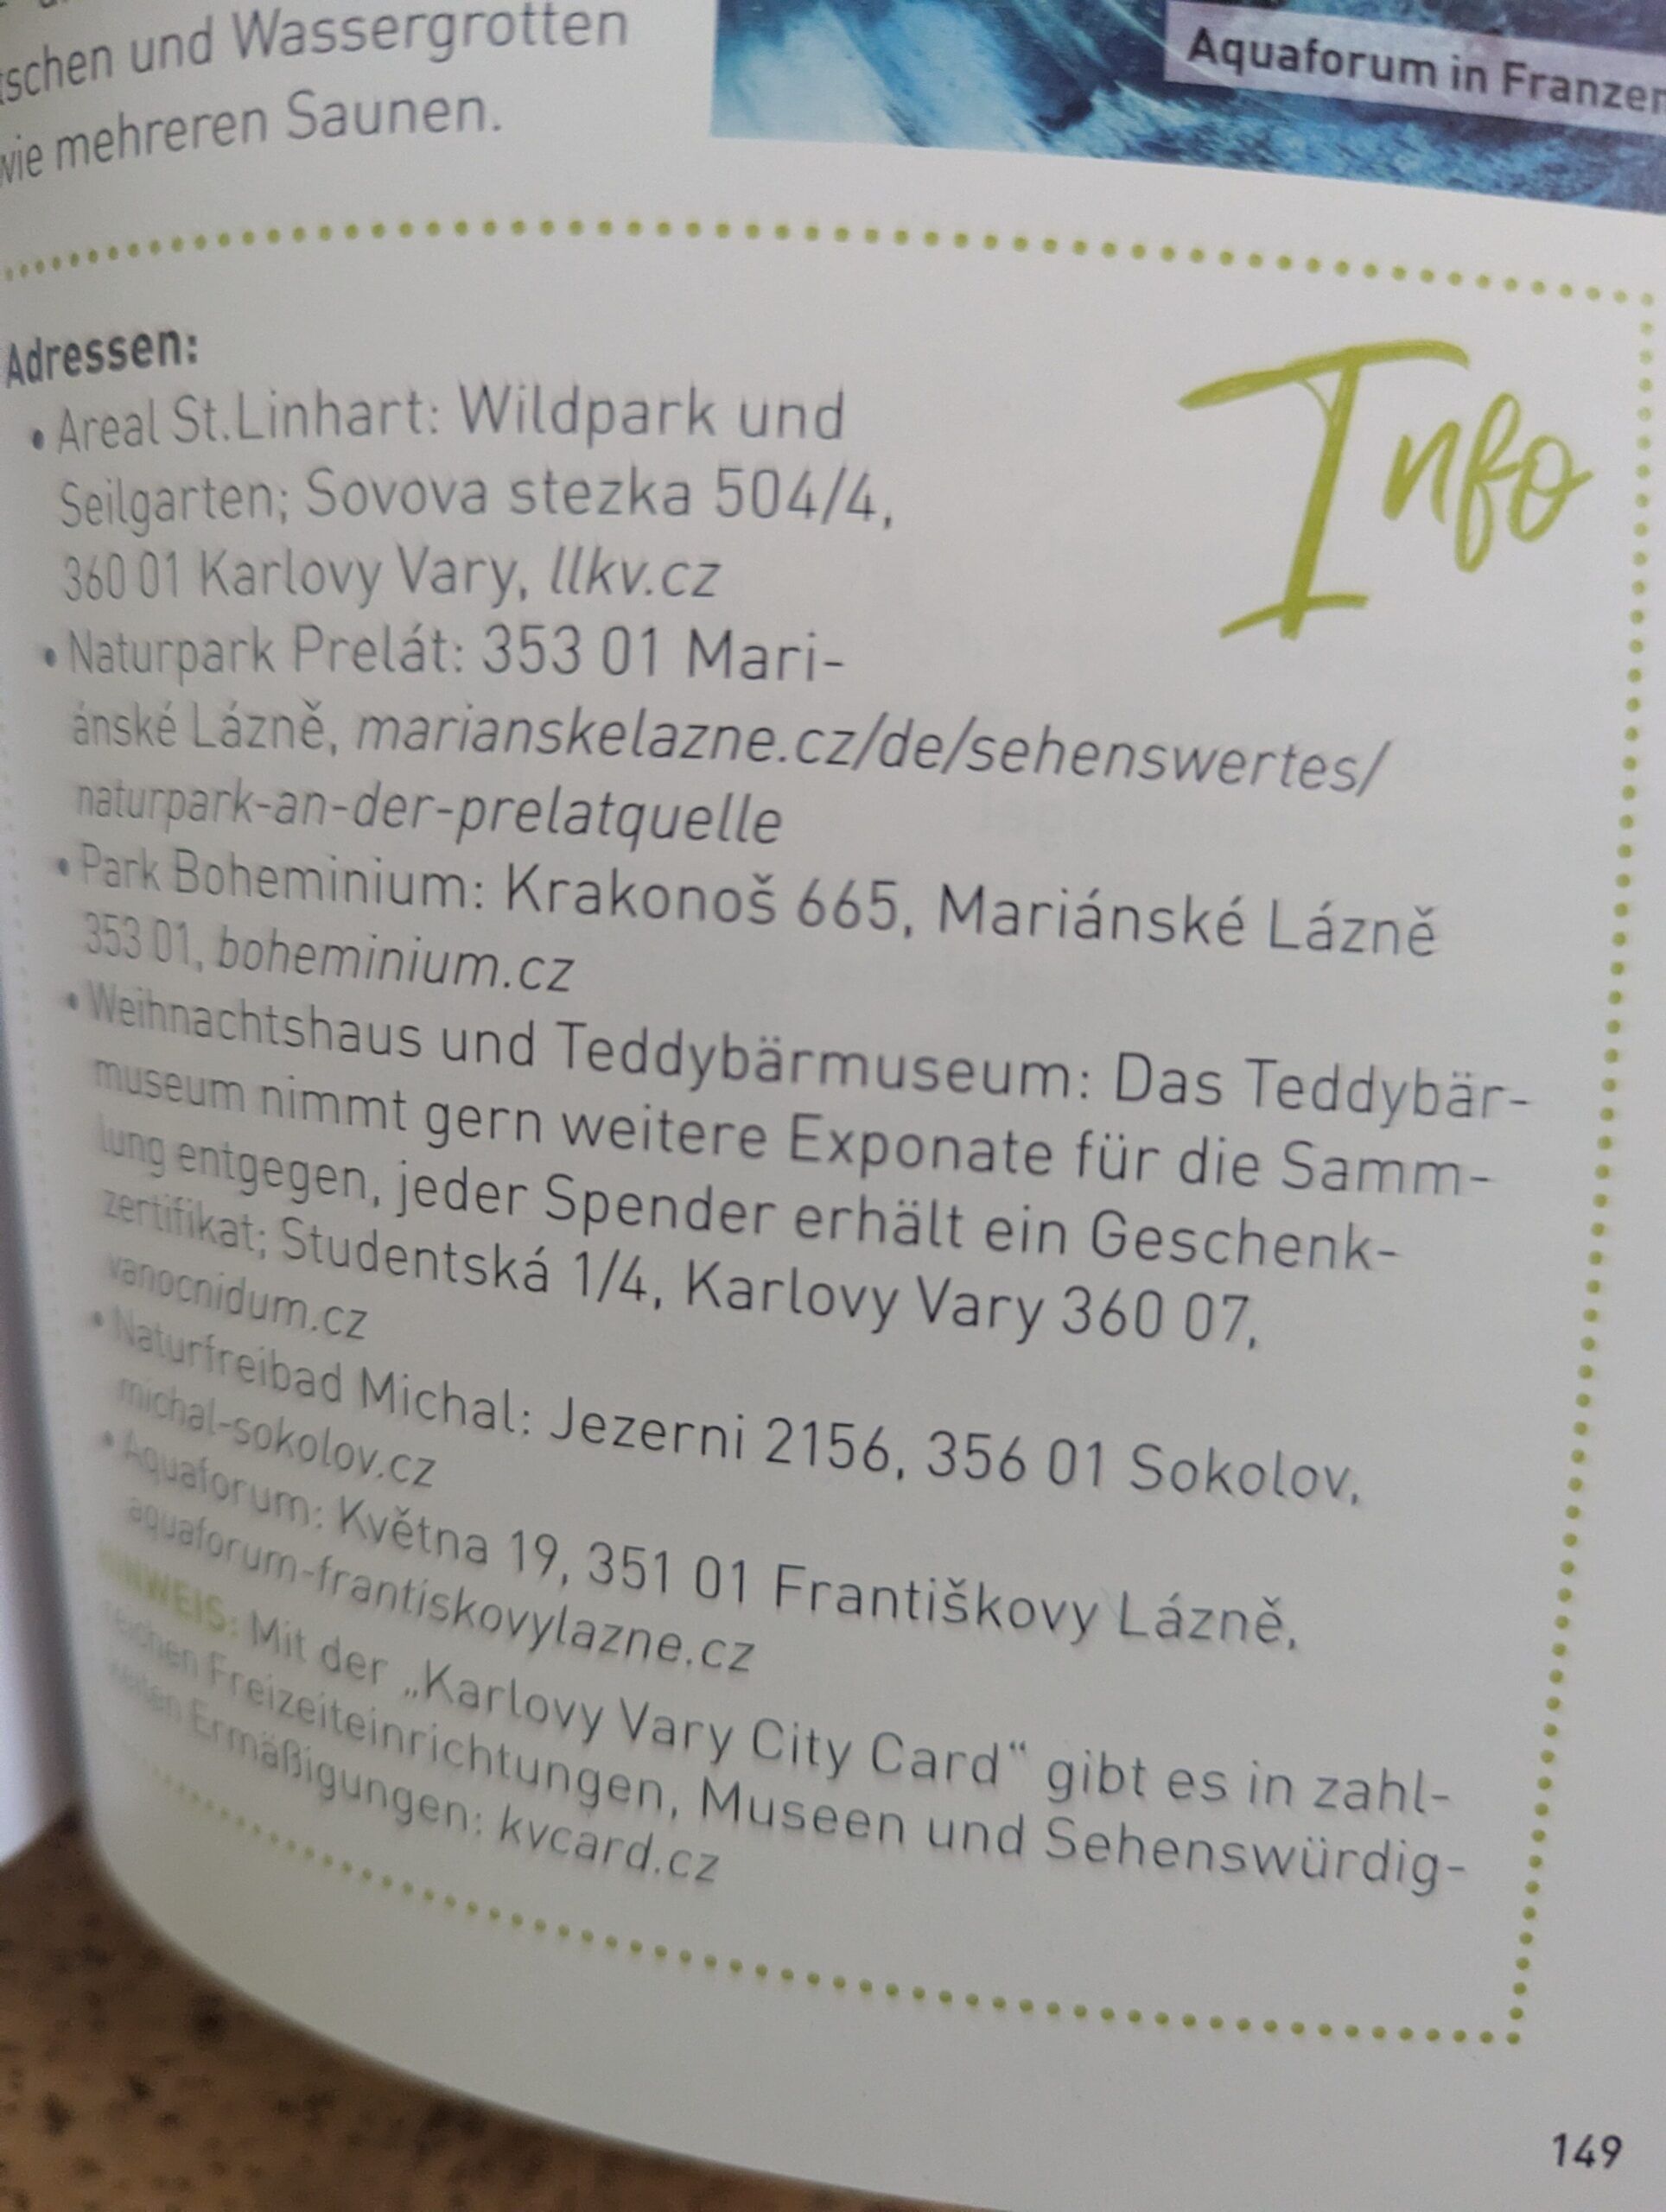 und Wassergrotten
mehreren Saunen.
Aquaforum in
Adressen:
Info
• Areal St.Linhart: Wildpark und
Seilgarten; Sovova stezka 504/4,
360 01 Karlovy Vary, llkv.cz
• Naturpark Prelát: 353 01 Mari-
ánské Lázně, marianskelazne.cz/de/sehenswertes/
naturpark-an-der-prelatquelle
• Park Boheminium: Krakonoš 665, Mariánské Lázně
353 01, boheminium.cz
• Weihnachtshaus und Teddybärmuseum: Das Teddybär-
museum nimmt gern weitere Exponate für die Samm-
lung entgegen, jeder Spender erhält ein Geschenk-
zertifikat; Studentská 1/4, Karlovy Vary 360 07,
vanocnidum.cz
• Naturfreibad Michal: Jezerni 2156, 356 01 Sokolov,
michal-sokolov.cz
• Aquaforum: Května 19, 351 01 Františkovy Lázně,
aquaforum-frantiskovylazne.cz
HINWEIS: Mit der „Karlovy Vary City Card“ gibt es in zahl-
reichen Freizeiteinrichtungen, Museen und Sehenswürdig-
keiten Ermäßigungen: kvcard.cz
149